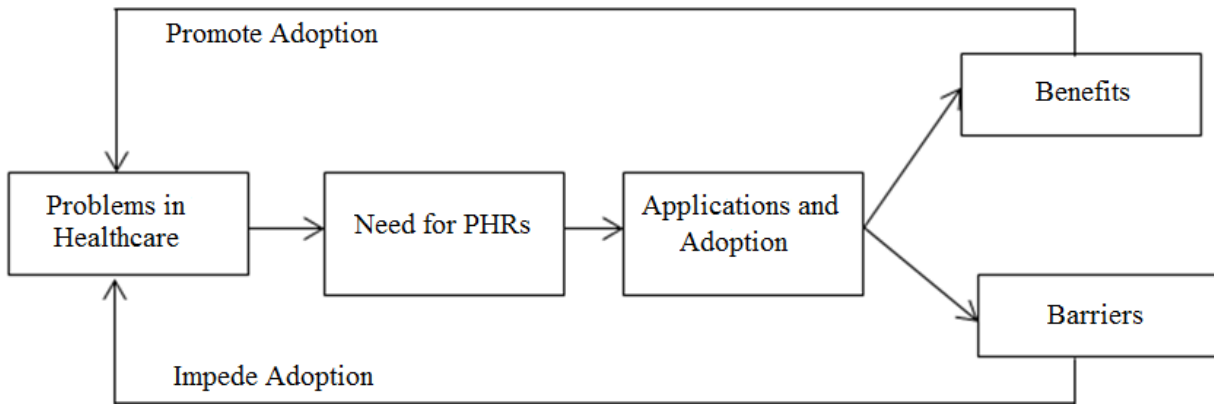 Promote Adoption
Benefits
Problems in
Healthcare
Need for PHRs
Applications and
Adoption
Barriers
Impede Adoption